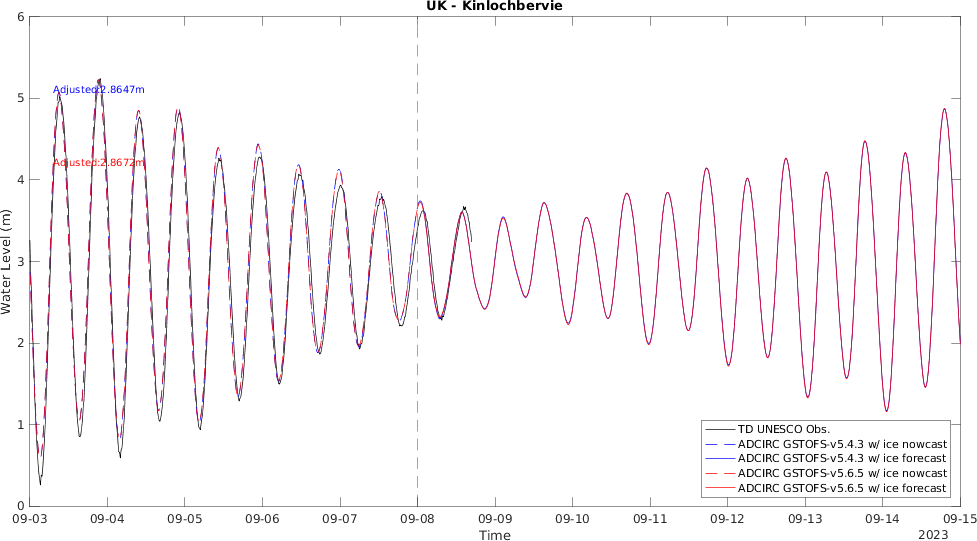 UK - Kinlochbervie
6
5
4
3
2
1
0
Water Level (m)
Adjusted:2.8647m
Adjusted:2.8672m
TD UNESCO Obs.
ADCIRC GSTOFS-v5.4.3 w/ ice nowcast
ADCIRC GSTOFS-v5.4.3 w/ ice forecast
ADCIRC GSTOFS-v5.6.5 w/ ice nowcast
ADCIRC GSTOFS-v5.6.5 w/ ice forecast
09-03 09-04 09-05 09-06 09-07 09-08 09-09 09-10 09-11 09-12 09-13 09-14 09-15
Time
2023